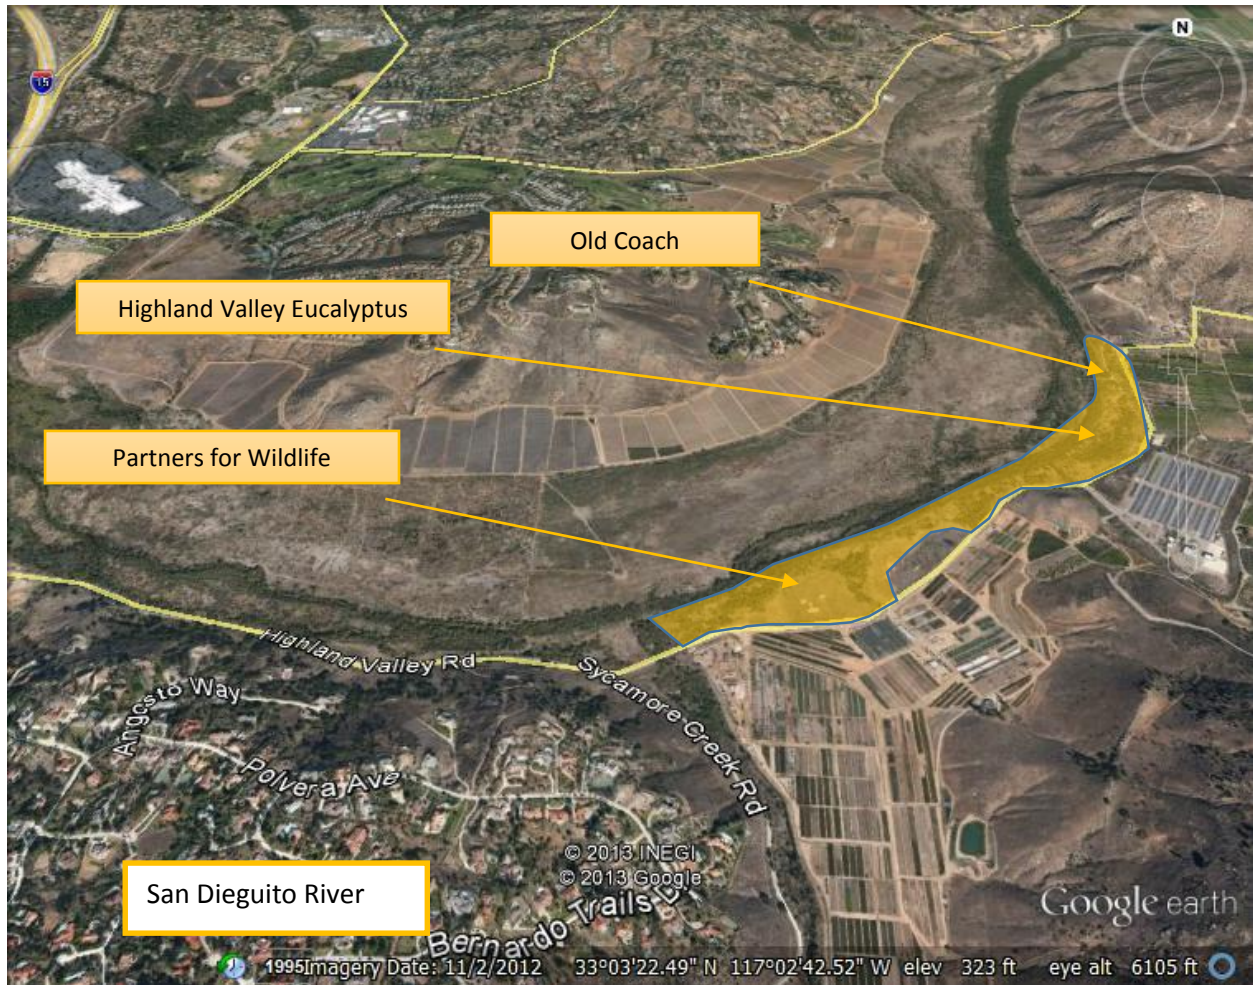 N
15
Old Coach
Highland Valley Eucalyptus
Partners for Wildlife
Highland Valley Rd
Sycamore Creek Rd
Angosto Way
Polvera Ave
© 2013 INEGI
© 2013 Google
San Dieguito River
Bernardo Trails Dr
Google earth
1995
Imagery Date: 11/2/2012 33°03'22.49" N 117°02'42.52" W elev 323 ft eye alt 6105 ft